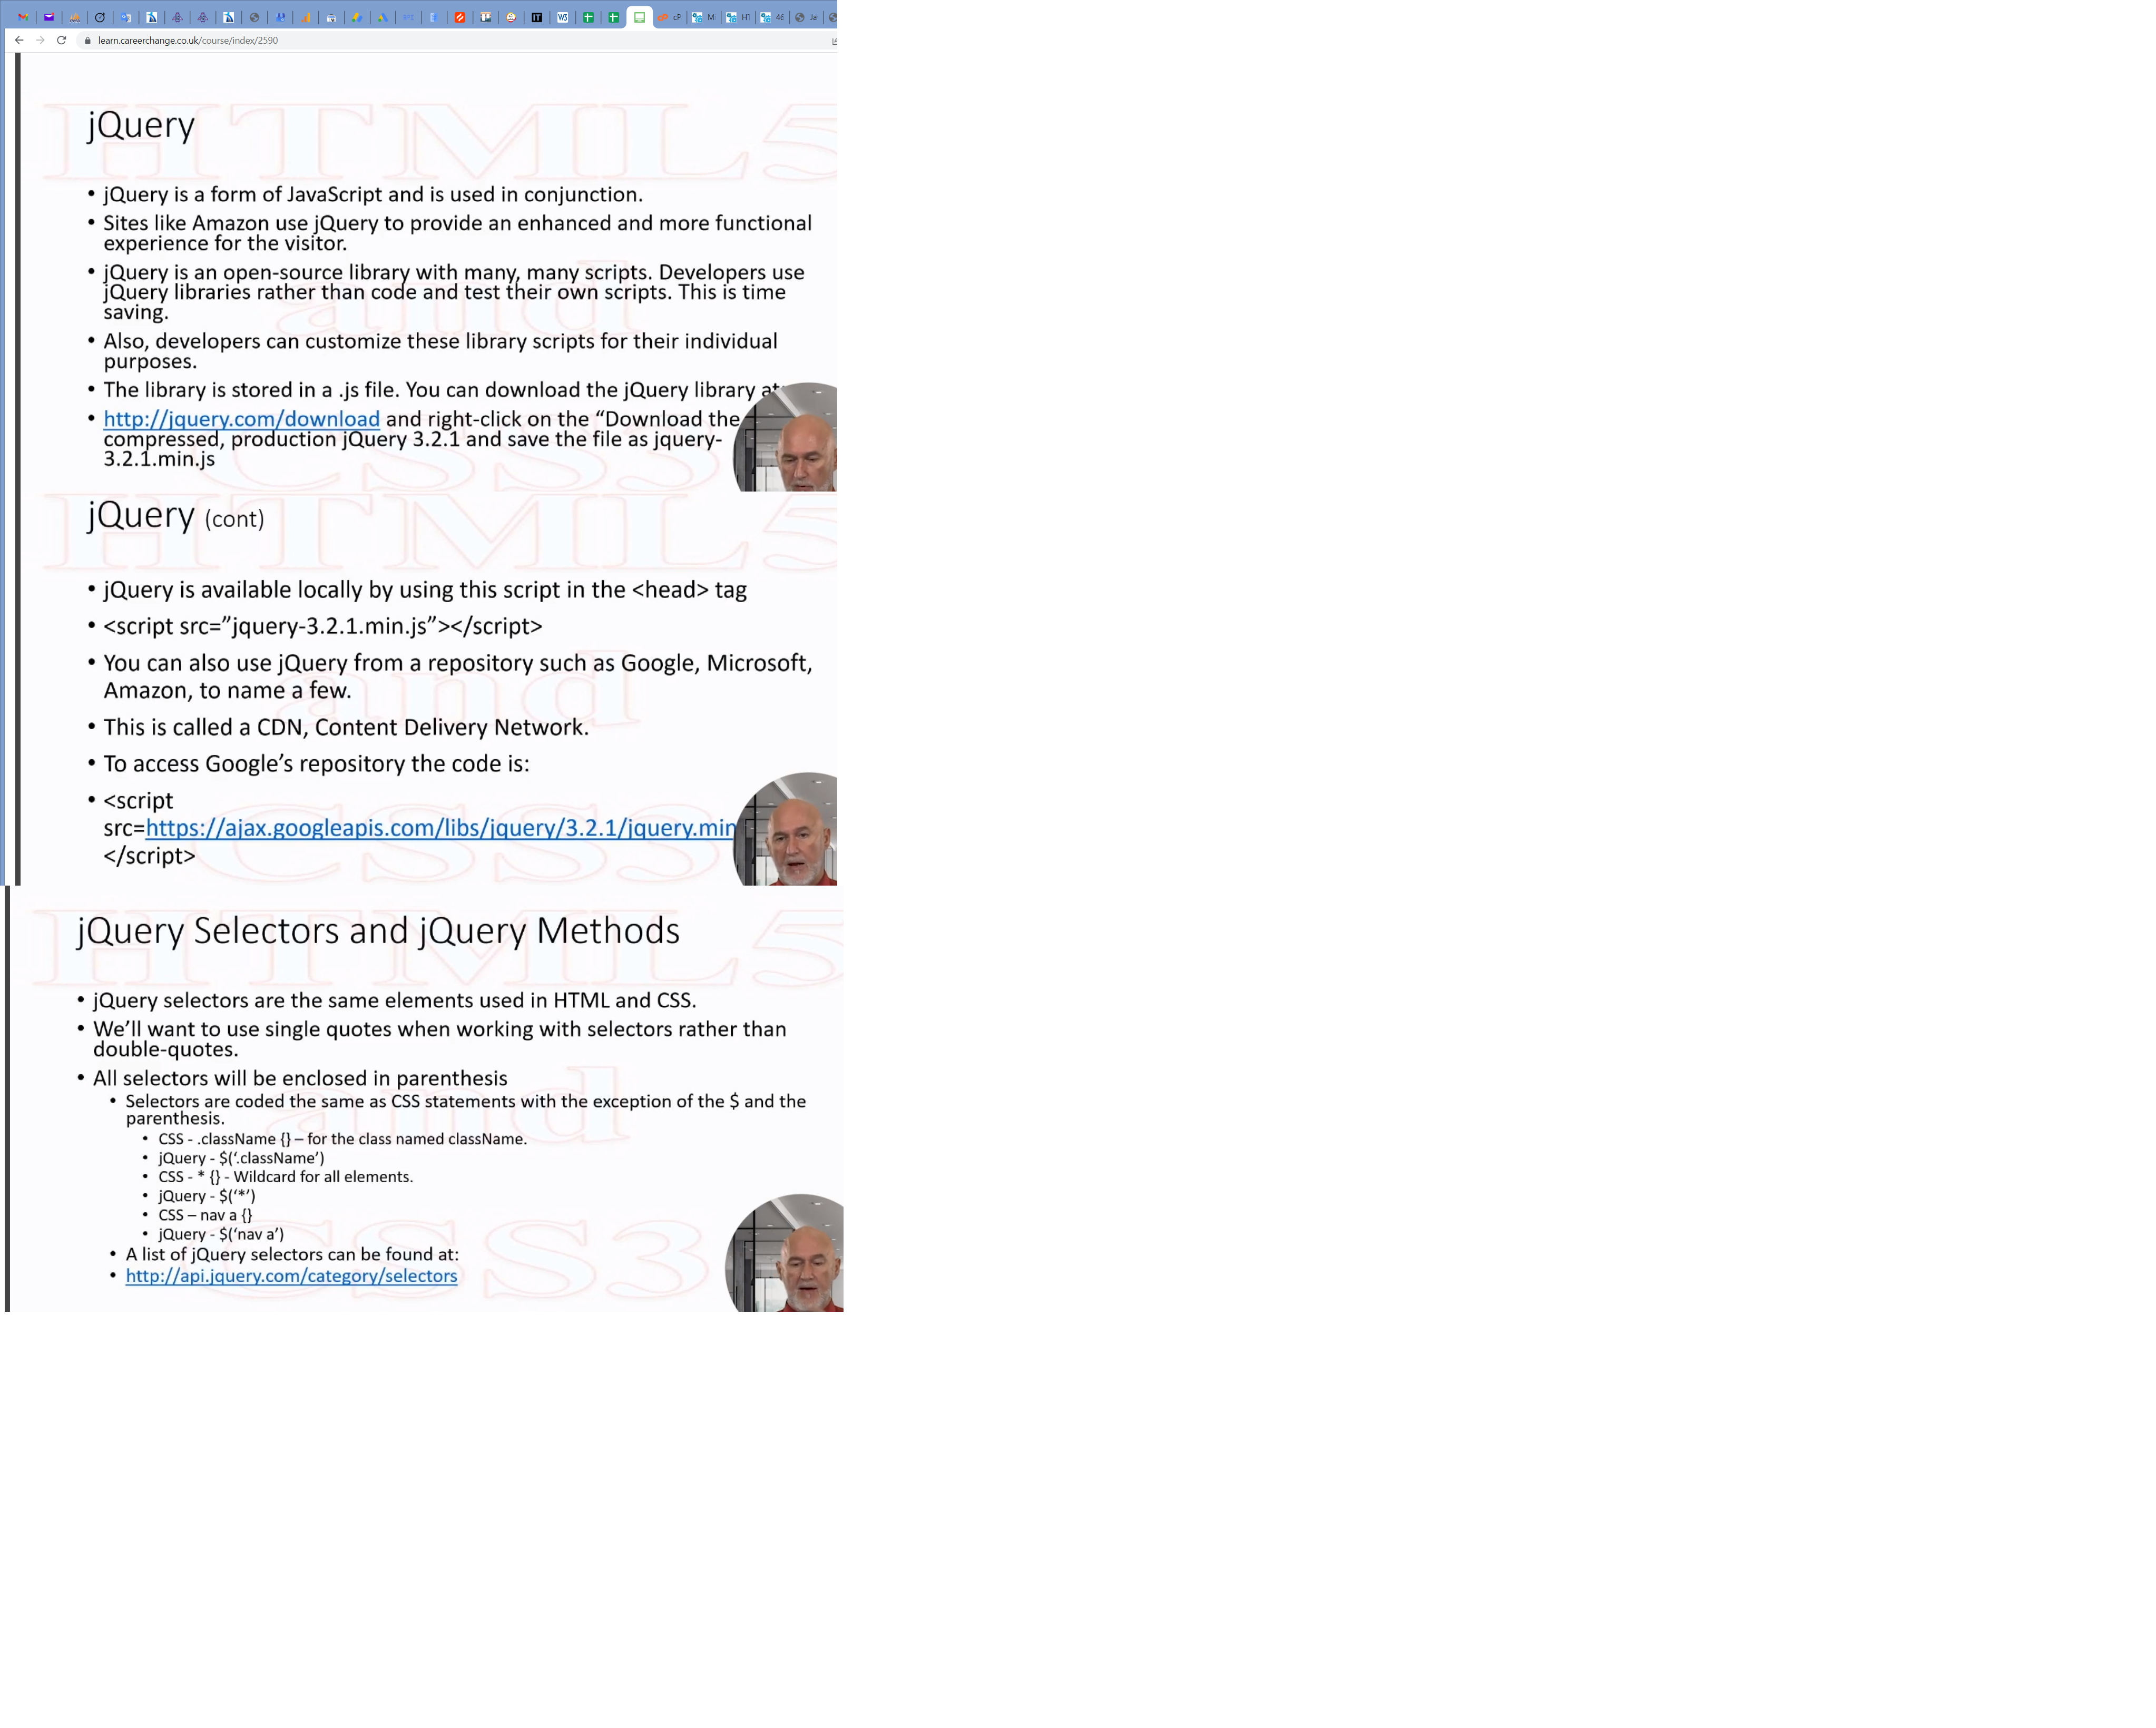 cP
M
HT
46
Ja
learn.careerchange.co.uk/course/index/2590
HTML5
and
CSS3
jQuery
• jQuery is a form of JavaScript and is used in conjunction.
• Sites like Amazon use jQuery to provide an enhanced and more functional
experience for the visitor.
• jQuery is an open-source library with many, many scripts. Developers use
jQuery libraries rather than code and test their own scripts. This is time
saving.
• Also, developers can customize these library scripts for their individual
purposes.
• The library is stored in a .js file. You can download the jQuery library at
• http://jquery.com/download and right-click on the “Download the
compressed, production jQuery 3.2.1 and save the file as jquery-
3.2.1.min.js
HTML5
and
CSS3
jQuery (cont)
• jQuery is available locally by using this script in the <head> tag
• <script src=”jquery-3.2.1.min.js”></script>
• You can also use jQuery from a repository such as Google, Microsoft,
Amazon, to name a few.
• This is called a CDN, Content Delivery Network.
• To access Google’s repository the code is:
• <script
src=https://ajax.googleapis.com/libs/jquery/3.2.1/jquery.min
</script>
HTML5
and
CSS3
jQuery Selectors and jQuery Methods
• jQuery selectors are the same elements used in HTML and CSS.
• We’ll want to use single quotes when working with selectors rather than
double-quotes.
• All selectors will be enclosed in parenthesis
• Selectors are coded the same as CSS statements with the exception of the $ and the
parenthesis.
• CSS - .className {} – for the class named className.
• jQuery - $(‘.className’)
• CSS - * {} - Wildcard for all elements.
• jQuery - $(‘*’)
• CSS – nav a {}
• jQuery - $(‘nav a’)
• A list of jQuery selectors can be found at:
• http://api.jquery.com/category/selectors